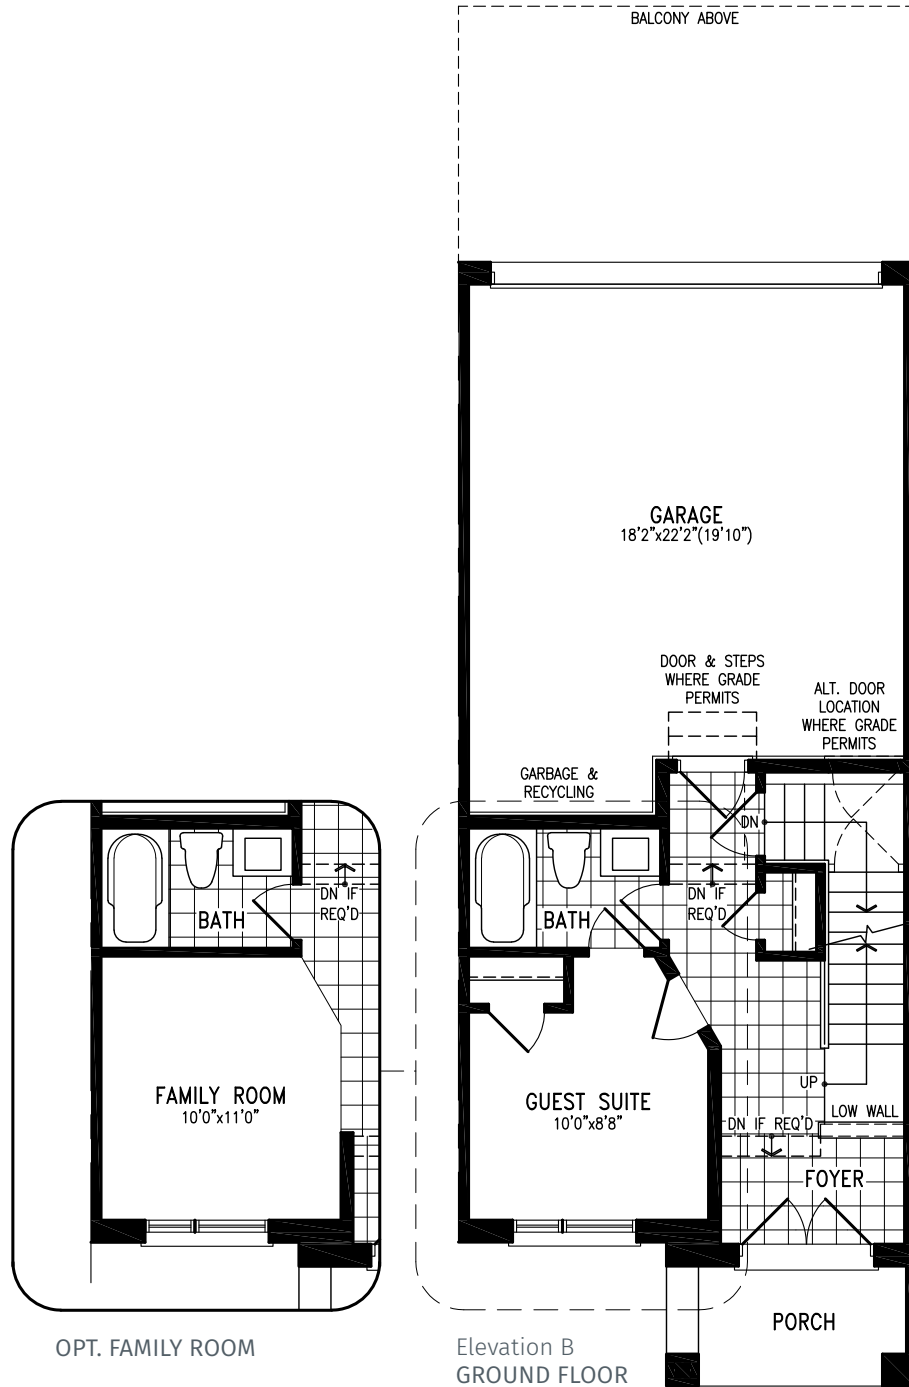 BALCONY ABOVE
GARAGE
18'2"x22'2"(19'10")
DOOR & STEPS
WHERE GRADE
PERMITS
ALT. DOOR
LOCATION
WHERE GRADE
PERMITS
GARBAGE &
RECYCLING
DN
DN IF
REQ'D
BATH
DN IF
REQ'D
BATH
FAMILY ROOM
10'0"x11'0"
GUEST SUITE
10'0"x8'8"
UP
LOW WALL
DN IF REQ'D
FOYER
PORCH
OPT. FAMILY ROOM
Elevation B
GROUND FLOOR